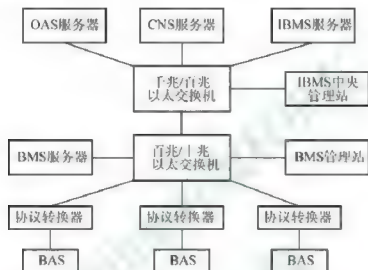 OAS服务器
CNS服务器
IBMS服务器
千兆/百兆
以太交换机
IBMS中央
管理站
BMS服务器
百兆/十兆
以太交换机
BMS管理站
协议转换器
协议转换器
协议转换器
BAS
BAS
BAS